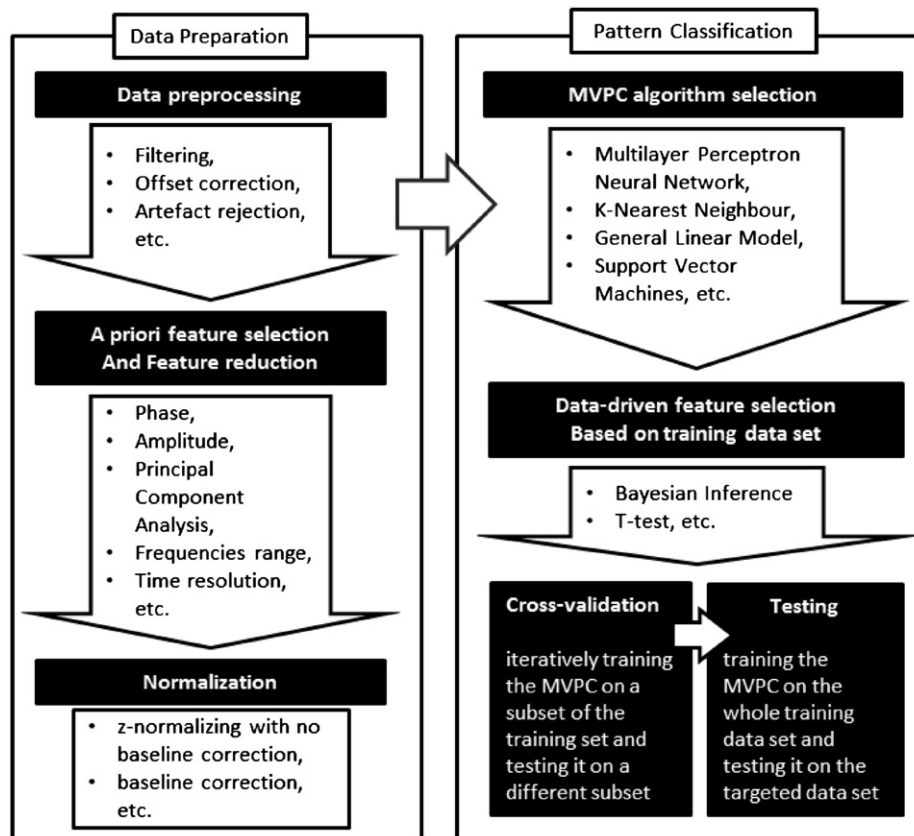 Data Preparation
Data preprocessing
• Filtering,
• Offset correction,
• Artefact rejection,
etc.
A priori feature selection
And Feature reduction
• Phase,
• Amplitude,
• Principal
Component
Analysis,
• Frequencies range,
• Time resolution,
etc.
Normalization
• z-normalizing with no
baseline correction,
• baseline correction,
etc.
Pattern Classification
MVPC algorithm selection
• Multilayer Perceptron
Neural Network,
• K-Nearest Neighbour,
• General Linear Model,
• Support Vector
Machines, etc.
Data-driven feature selection
Based on training data set
• Bayesian Inference
• T-test, etc.
Cross-validation
iteratively training
the MVPC on a
subset of the
training set and
testing it on a
different subset
Testing
training the
MVPC on the
whole training
data set and
testing it on the
targeted data set